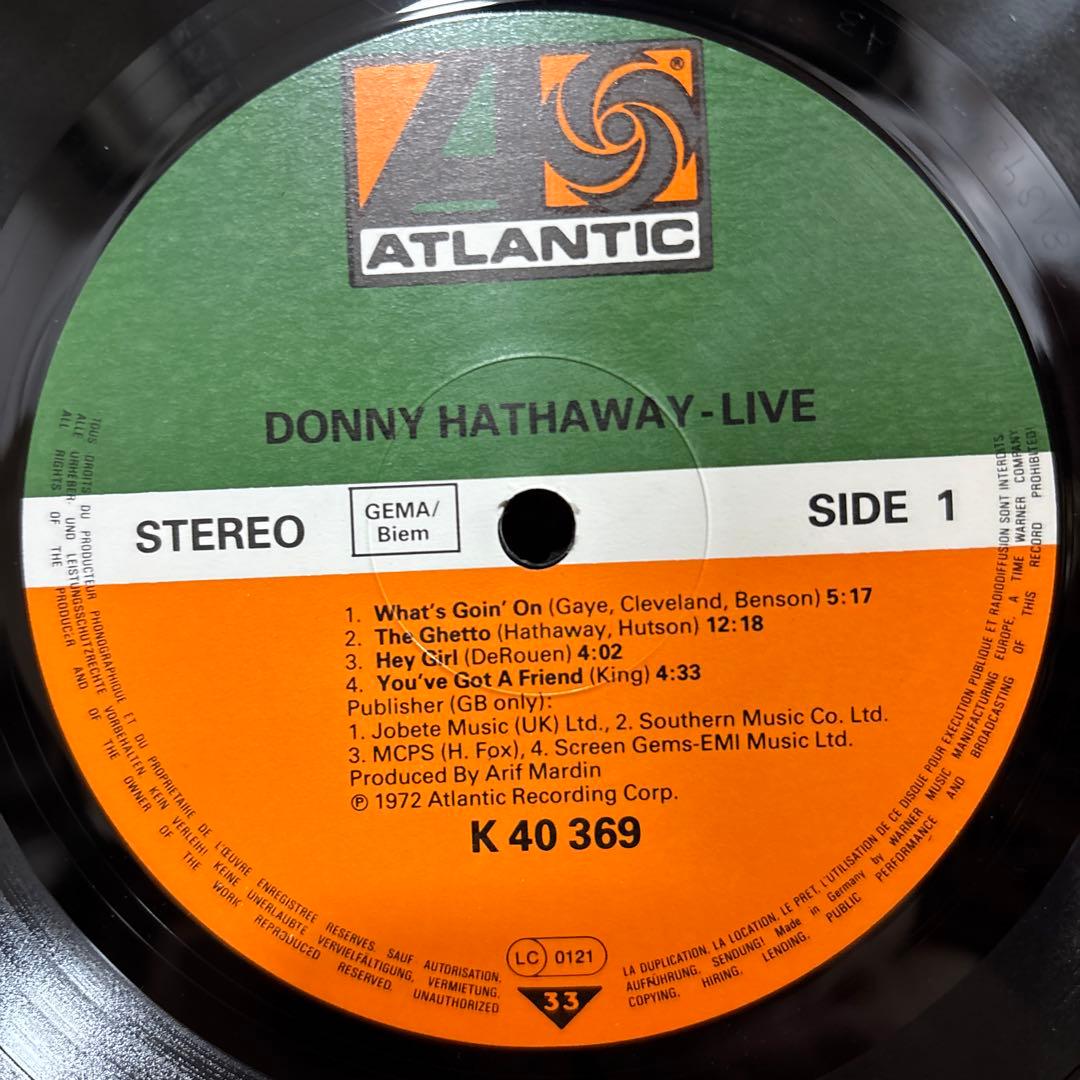 ®
ATLANTIC
DONNY HATHAWAY - LIVE
STEREO
GEMA/
Biem
SIDE 1
1. What's Goin' On (Gaye, Cleveland, Benson) 5:17
2. The Ghetto (Hathaway, Hutson) 12:18
3. Hey Girl (DeRouen) 4:02
4. You've Got A Friend (King) 4:33
Publisher (GB only):
1. Jobete Music (UK) Ltd., 2. Southern Music Co. Ltd.
3. MCPS (H. Fox), 4. Screen Gems-EMI Music Ltd.
Produced By Arif Mardin
℗ 1972 Atlantic Recording Corp.
K 40 369
TOUS DROITS DU PRODUCTEUR PHONOGRAPHIQUE ET DU PROPRIETAIRE DE L'ŒUVRE ENREGISTREE RESERVES. SAUF AUTORISATION,
LA DUPLICATION, LA LOCATION, LE PRET, L'UTILISATION DE CE DISQUE POUR EXECUTION PUBLIQUE ET RADIODIFFUSION SONT INTERDITS.
ALLE URHEBER- UND LEISTUNGSSCHUTZRECHTE VORBEHALTEN KEIN VERLEIH! KEINE UNERLAUBTE VERVIELFÄLTIGUNG, VERMIETUNG,
AUFFÜHRUNG, SENDUNG! Made in Germany by WARNER MUSIC MANUFACTURING EUROPE, A TIME WARNER COMPANY
ALL RIGHTS OF THE PRODUCER AND OF THE OWNER OF THE WORK REPRODUCED RESERVED. UNAUTHORIZED
COPYING, HIRING, LENDING, PUBLIC PERFORMANCE AND BROADCASTING OF THIS RECORD PROHIBITED!
LC 0121
33